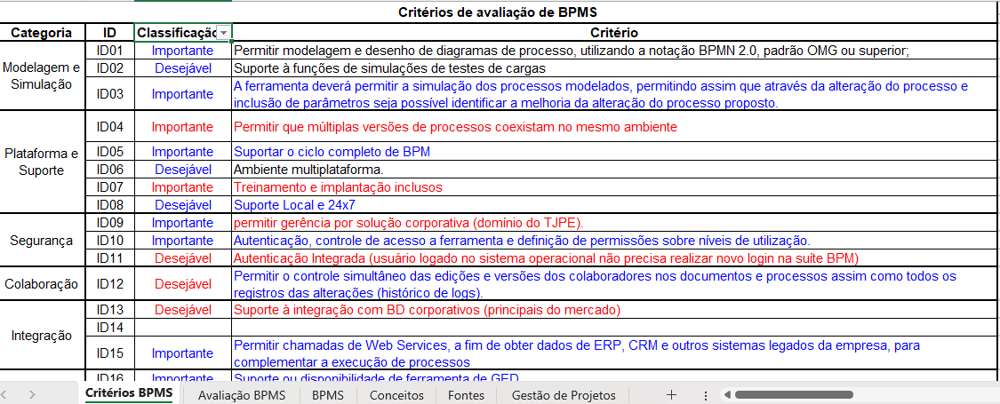 Critérios de avaliação de BPMS
Categoria ID Classificação Critério
Modelagem e Simulação
ID01 Importante Permitir modelagem e desenho de diagramas de processo, utilizando a notação BPMN 2.0, padrão OMG ou superior;
ID02 Desejável Suporte à funções de simulações de testes de cargas
ID03 Importante A ferramenta deverá permitir a simulação dos processos modelados, permitindo assim que através da alteração do processo e
inclusão de parâmetros seja possível identificar a melhoria da alteração do processo proposto.
Plataforma e Suporte
ID04 Importante Permitir que múltiplas versões de processos coexistam no mesmo ambiente
ID05 Importante Suportar o ciclo completo de BPM
ID06 Desejável Ambiente multiplataforma.
ID07 Importante Treinamento e implantação inclusos
ID08 Desejável Suporte Local e 24x7
Segurança
ID09 Importante permitir gerência por solução corporativa (domínio do TJPE).
ID10 Importante Autenticação, controle de acesso a ferramenta e definição de permissões sobre níveis de utilização.
ID11 Desejável Autenticação Integrada (usuário logado no sistema operacional não precisa realizar novo login na suíte BPM)
Colaboração
ID12 Desejável Permitir o controle simultâneo das edições e versões dos colaboradores nos documentos e processos assim como todos os
registros das alterações (histórico de logs).
Integração
ID13 Desejável Suporte à integração com BD corporativos (principais do mercado)
ID14
ID15 Importante Permitir chamadas de Web Services, a fim de obter dados de ERP, CRM e outros sistemas legados da empresa, para
complementar a execução de processos
ID16 Importante Suporte ou disponibilidade de ferramenta de GED
Critérios BPMS Avaliação BPMS BPMS Conceitos Fontes Gestão de Projetos